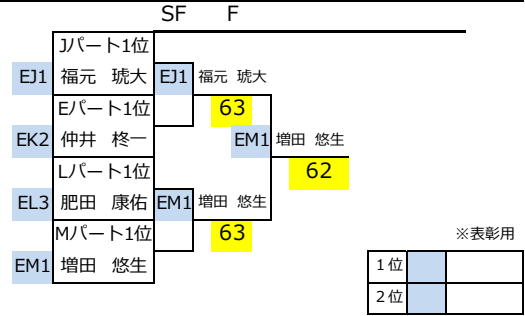 SF F
Jパート1位
EJ1 福元 琥大 EJ1 福元 琥大
Eパート1位 63
EK2 仲井 柊一 EM1 増田 悠生
Lパート1位 62
EL3 肥田 康佑 EM1 増田 悠生
Mパート1位 63 ※表彰用
EM1 増田 悠生 1位
2位